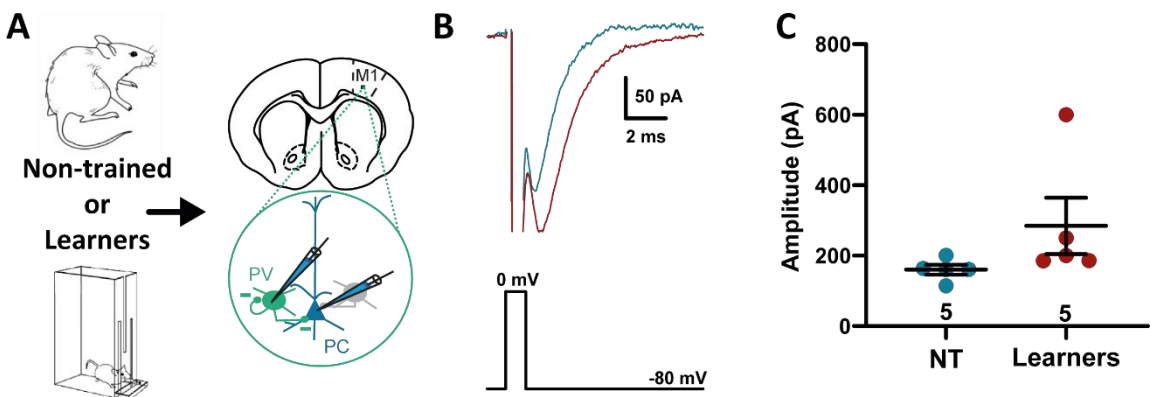 A
Non-trained
or
Learners
M1
PV
PC
B
50 pA
2 ms
0 mV
-80 mV
C
Amplitude (pA)
800
600
400
200
0
5
5
NT
Learners